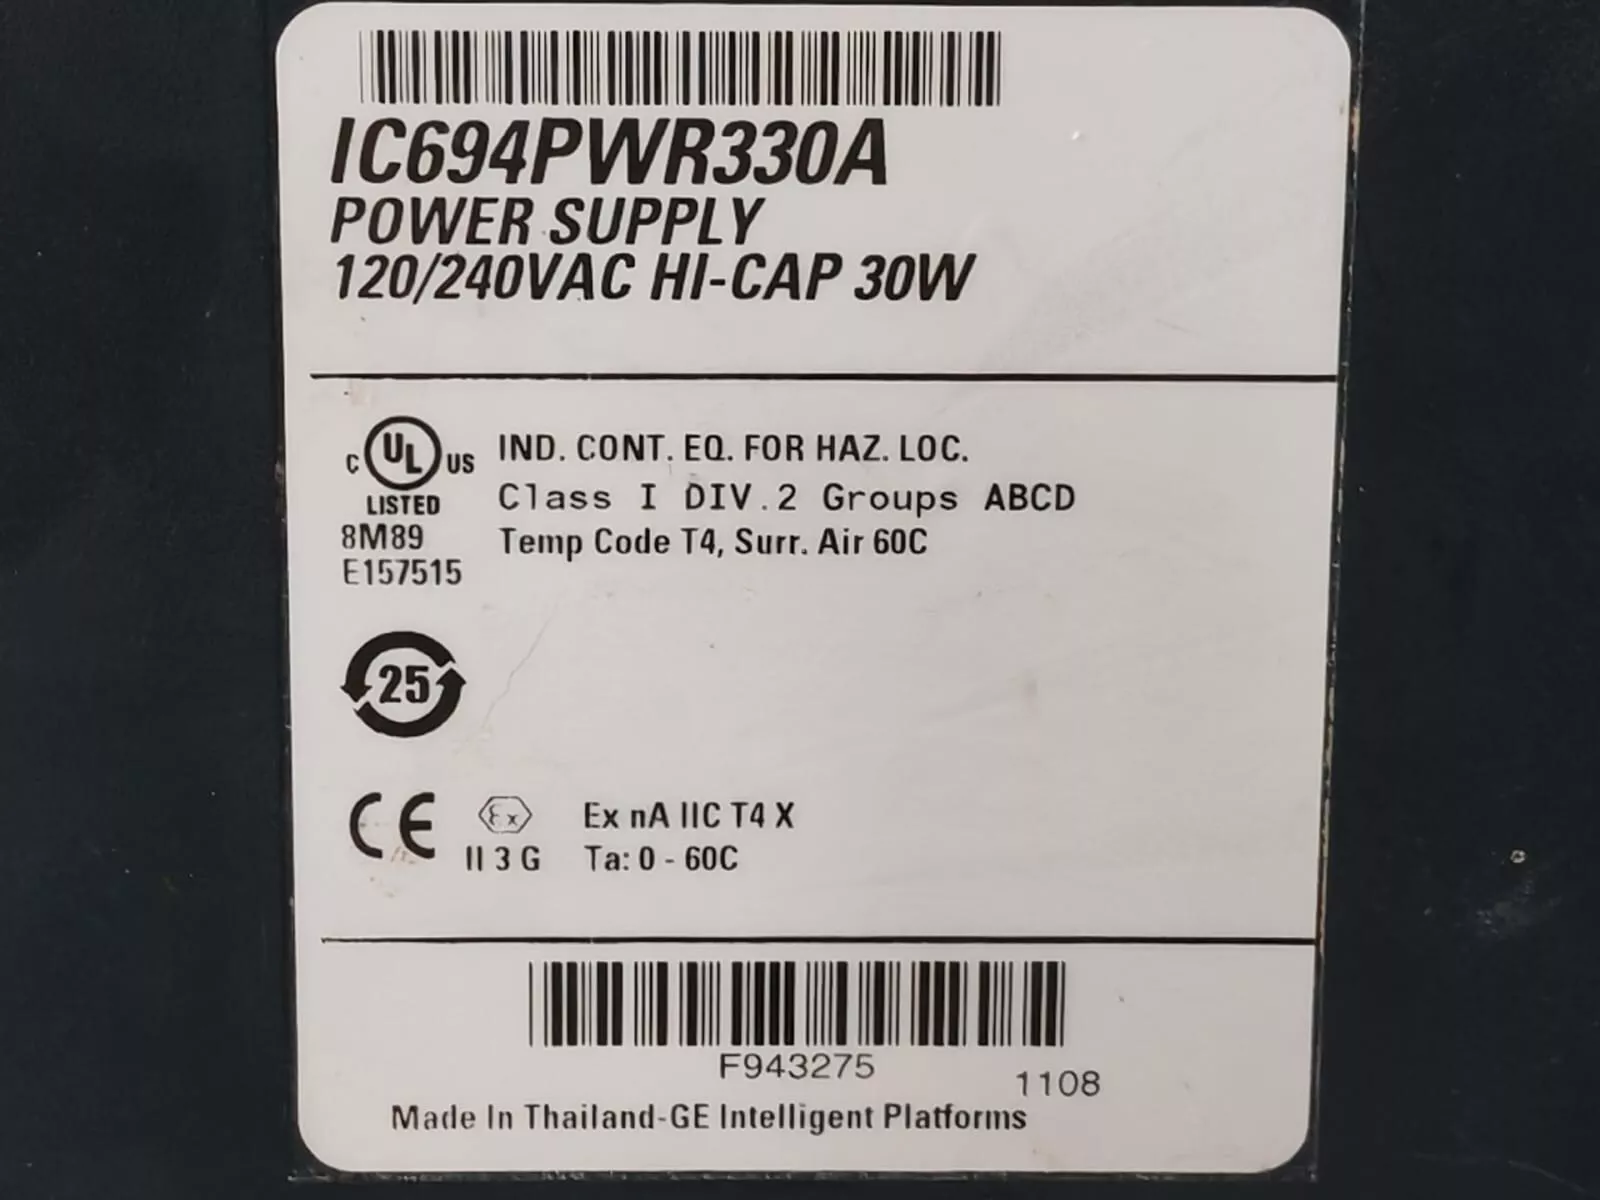 IC694PWR330A
POWER SUPPLY
120/240VAC HI-CAP 30W
C UL US
LISTED
8M89
E157515
IND. CONT. EQ. FOR HAZ. LOC.
Class I DIV.2 Groups ABCD
Temp Code T4, Surr. Air 60C
25
CE
Ex
II 3 G
Ex nA IIC T4 X
Ta: 0 - 60C
F943275
1108
Made In Thailand-GE Intelligent Platforms